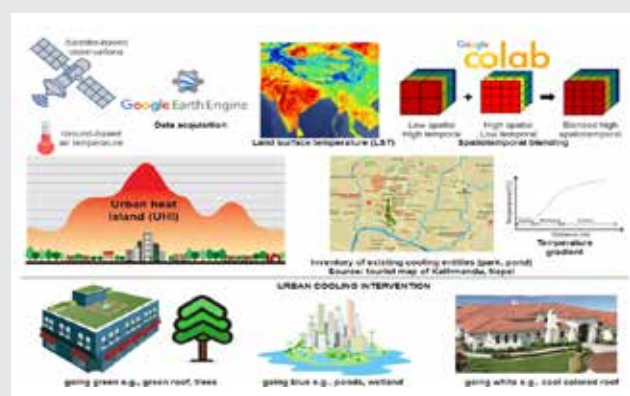 Satellite-based
observations
Google Earth Engine
Data acquisition
Ground-based
air temperature
Land surface temperature (LST)
Google
colab
Low spatial
High temporal
+
High spatial
Low temporal
Blended high
spatiotemporal
Spatiotemporal blending
Urban heat
island (UHI)
Inventory of existing cooling entities (park, pond)
Source: tourist map of Kathmandu, Nepal
Temperature
gradient
URBAN COOLING INTERVENTION
going green e.g., green roof, trees
going blue e.g., ponds, wetland
going white e.g., cool colored roof